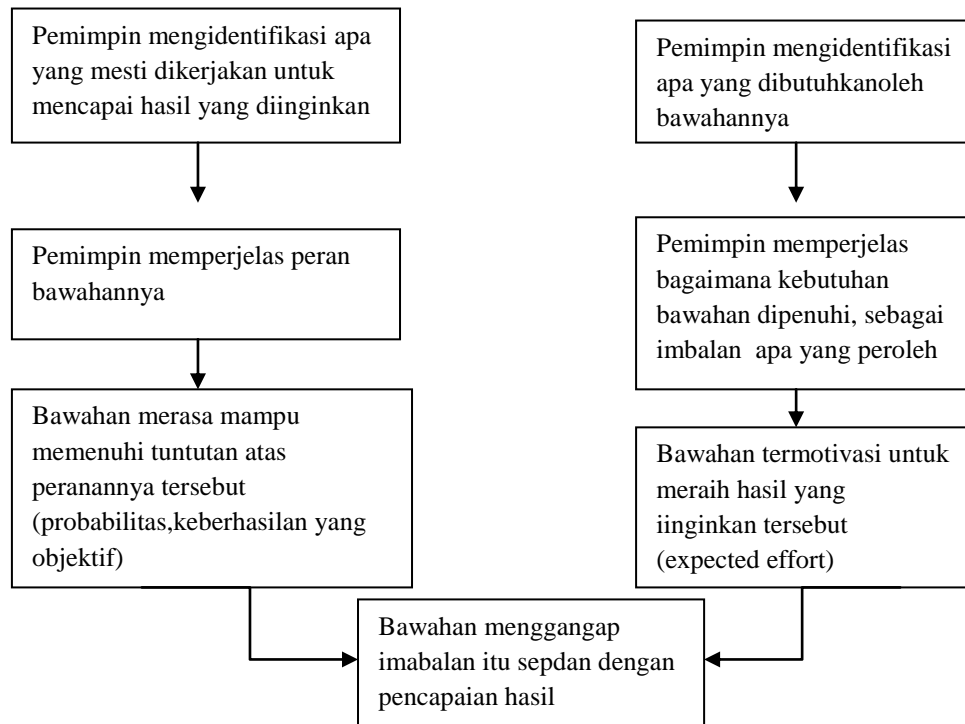 Pemimpin mengidentifikasi apa
yang mesti dikerjakan untuk
mencapai hasil yang diinginkan
Pemimpin memperjelas peran
bawahannya
Bawahan merasa mampu
memenuhi tuntutan atas
peranannya tersebut
(probabilitas,keberhasilan yang
objektif)
Pemimpin mengidentifikasi
apa yang dibutuhkanoleh
bawahannya
Pemimpin memperjelas
bagaimana kebutuhan
bawahan dipenuhi, sebagai
imbalan apa yang peroleh
Bawahan termotivasi untuk
meraih hasil yang
iinginkan tersebut
(expected effort)
Bawahan menggangap
imabalan itu sepdan dengan
pencapaian hasil